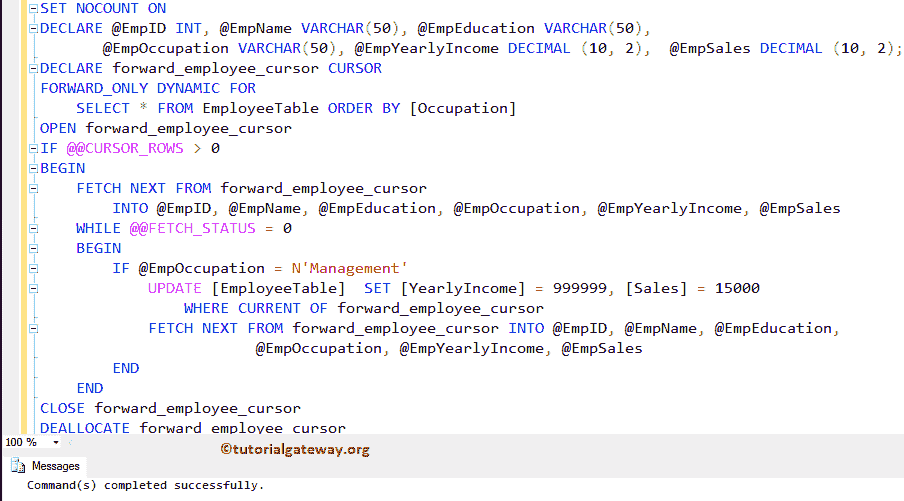 SET NOCOUNT ON
DECLARE @EmpID INT, @EmpName VARCHAR(50), @EmpEducation VARCHAR(50),
@EmpOccupation VARCHAR(50), @EmpYearlyIncome DECIMAL (10, 2),  @EmpSales DECIMAL (10, 2);
DECLARE forward_employee_cursor CURSOR
FORWARD_ONLY DYNAMIC FOR
SELECT * FROM EmployeeTable ORDER BY [Occupation]
OPEN forward_employee_cursor
IF @@CURSOR_ROWS > 0
BEGIN
FETCH NEXT FROM forward_employee_cursor
INTO @EmpID, @EmpName, @EmpEducation, @EmpOccupation, @EmpYearlyIncome, @EmpSales
WHILE @@FETCH_STATUS = 0
BEGIN
IF @EmpOccupation = N'Management'
UPDATE [EmployeeTable]  SET [YearlyIncome] = 999999, [Sales] = 15000
WHERE CURRENT OF forward_employee_cursor
FETCH NEXT FROM forward_employee_cursor INTO @EmpID, @EmpName, @EmpEducation,
@EmpOccupation, @EmpYearlyIncome, @EmpSales
END
END
CLOSE forward_employee_cursor
DEALLOCATE forward_employee_cursor
100 %
©tutorialgateway.org
Messages
Command(s) completed successfully.